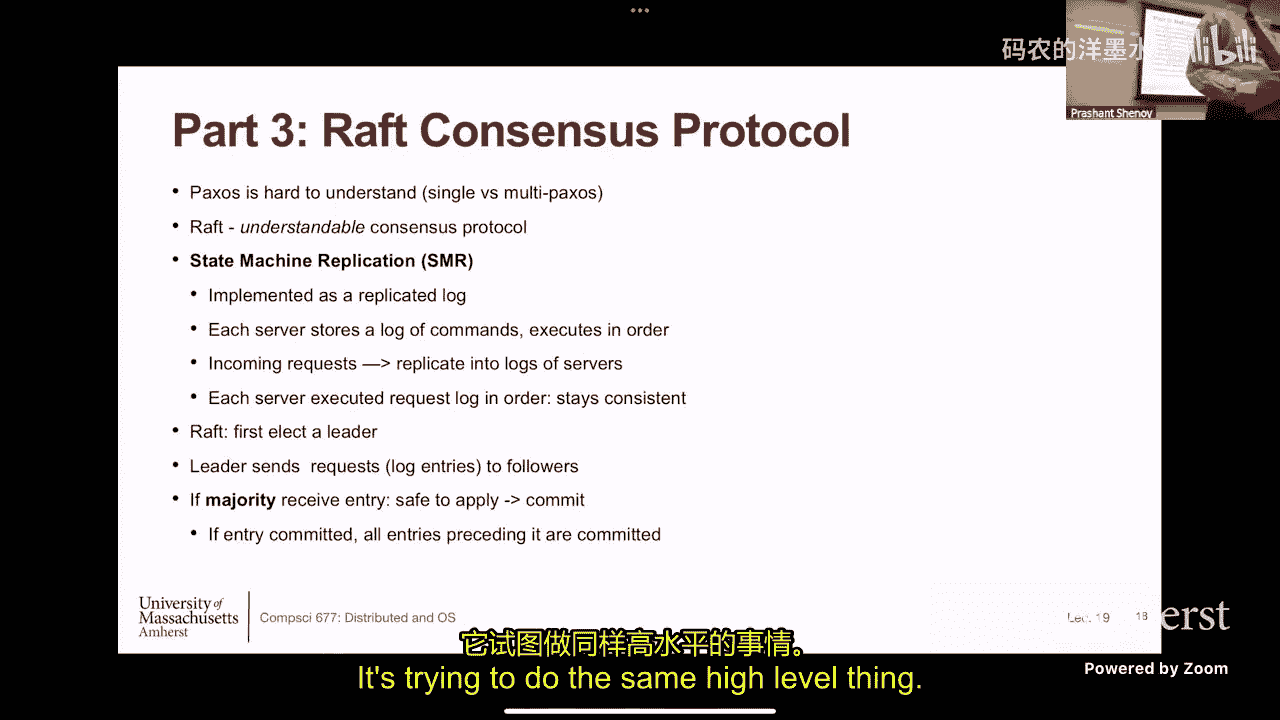 码农的洋墨水
bilibili
Prashant Shenoy
Part 3: Raft Consensus Protocol
• Paxos is hard to understand (single vs multi-paxos)
• Raft - understandable consensus protocol
• State Machine Replication (SMR)
• Implemented as a replicated log
• Each server stores a log of commands, executes in order
• Incoming requests —> replicate into logs of servers
• Each server executed request log in order: stays consistent
• Raft: first elect a leader
• Leader sends requests (log entries) to followers
• If majority receive entry: safe to apply -> commit
• If entry committed, all entries preceding it are committed
University of
Massachusetts
Amherst
Compsci 677: Distributed and OS
Lec. 19
18
erst
它试图做同样高水平的事情。
It's trying to do the same high level thing.
Powered by Zoom